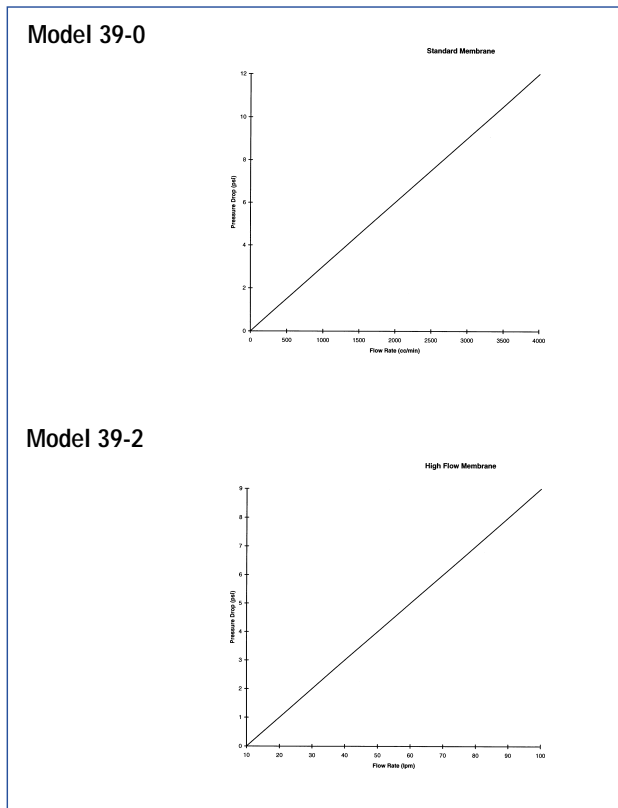 Model 39-0
Standard Membrane
12
10
8
6
4
2
0
Pressure Drop (psi)
0 500 1000 1500 2000 2500 3000 3500 4000
Flow Rate (cc/min)
Model 39-2
High Flow Membrane
9
8
7
6
5
4
3
2
1
0
Pressure Drop (psi)
10 20 30 40 50 60 70 80 90 100
Flow Rate (lpm)